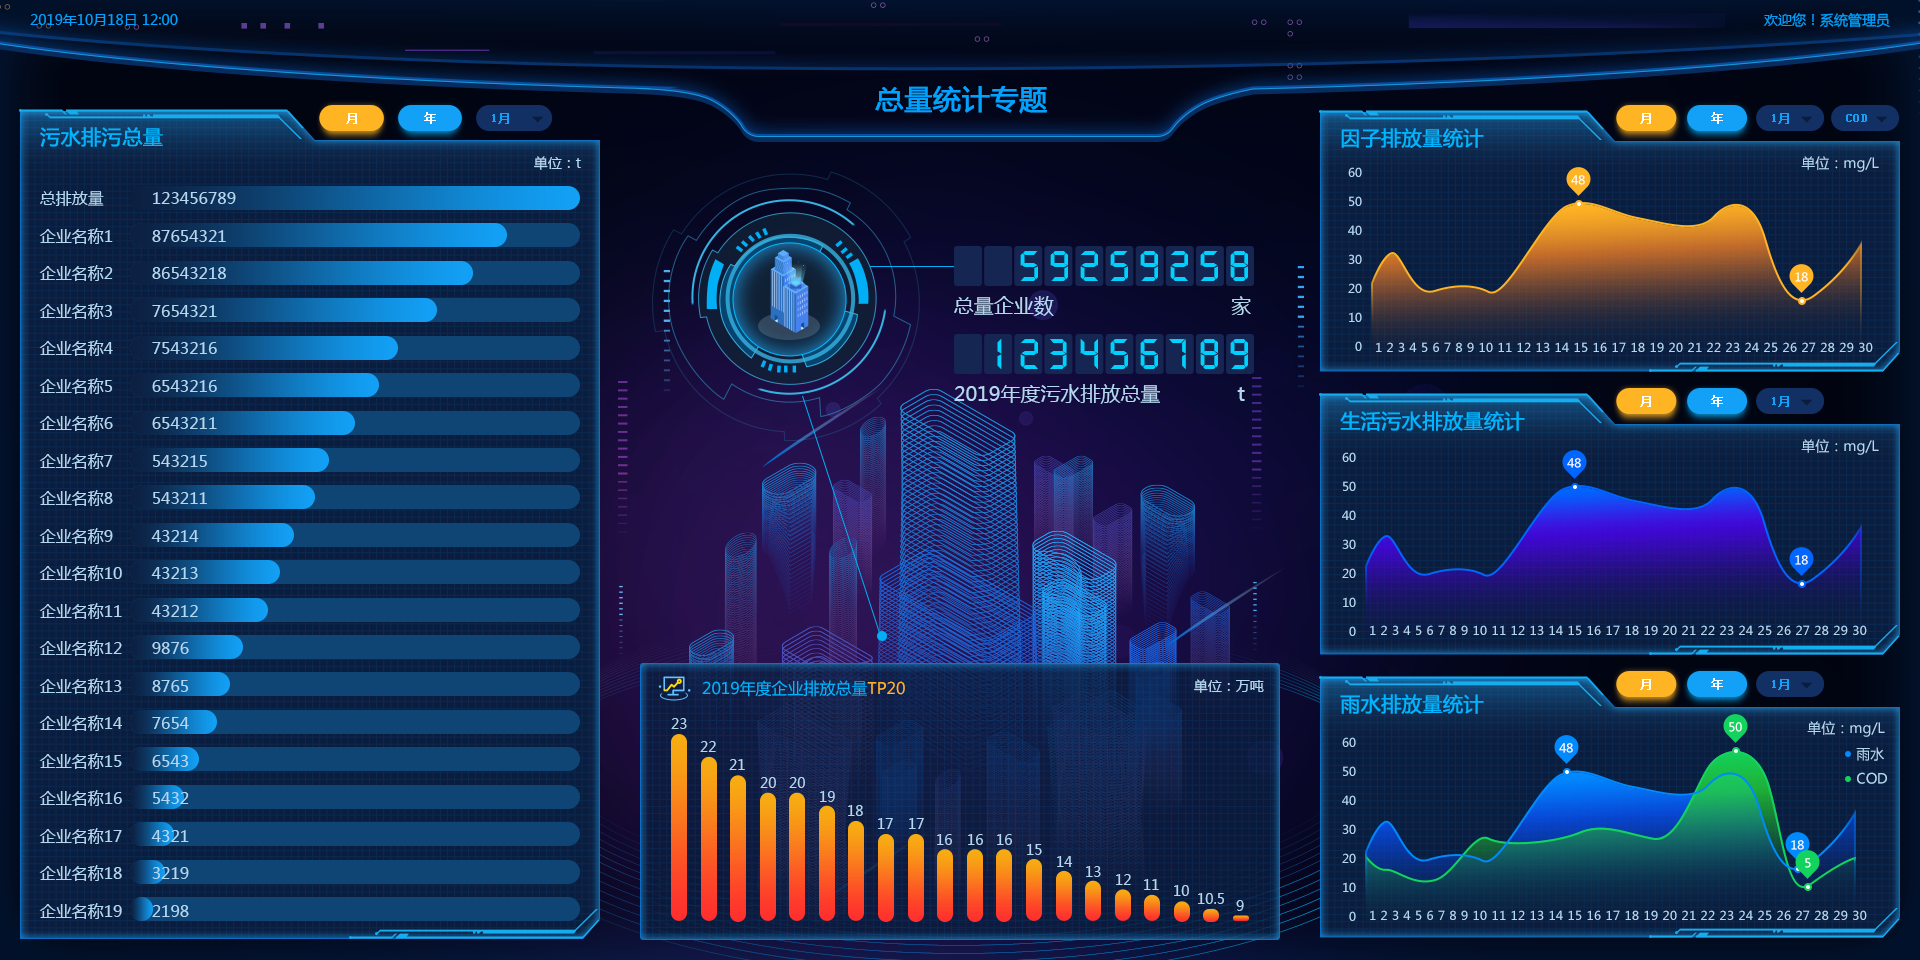 2019年10月18日 12:00
欢迎您！系统管理员
总量统计专题
污水排污总量
月 年 1月
单位：t
总排放量 123456789
企业名称1 87654321
企业名称2 86543218
企业名称3 7654321
企业名称4 7543216
企业名称5 6543216
企业名称6 6543211
企业名称7 543215
企业名称8 543211
企业名称9 43214
企业名称10 43213
企业名称11 43212
企业名称12 9876
企业名称13 8765
企业名称14 7654
企业名称15 6543
企业名称16 5432
企业名称17 4321
企业名称18 3219
企业名称19 2198
59259258
总量企业数 家
123456789
2019年度污水排放总量 t
2019年度企业排放总量TP20
单位：万吨
23 22 21 20 20 19 18 17 17 16 16 16 15 14 13 12 11 10 10.5 9
因子排放量统计
月 年 1月 COD
单位：mg/L
60
50
40
30
20
10
0
48
18
1 2 3 4 5 6 7 8 9 10 11 12 13 14 15 16 17 18 19 20 21 22 23 24 25 26 27 28 29 30
生活污水排放量统计
月 年 1月
单位：mg/L
60
50
40
30
20
10
0
48
18
1 2 3 4 5 6 7 8 9 10 11 12 13 14 15 16 17 18 19 20 21 22 23 24 25 26 27 28 29 30
雨水排放量统计
月 年 1月
单位：mg/L
雨水
COD
60
50
40
30
20
10
0
48
50
18
5
1 2 3 4 5 6 7 8 9 10 11 12 13 14 15 16 17 18 19 20 21 22 23 24 25 26 27 28 29 30